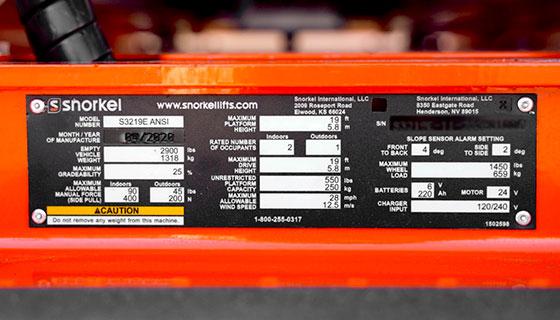 snorkel
www.snorkellifts.com
Snorkel International, LLC
2009 Roseport Road
Elwood, KS 66024
Snorkel International, LLC
8350 Eastgate Road
Henderson, NV 89015
X
MODEL NUMBER S3219E ANSI
MONTH / YEAR OF MANUFACTURE 09/2020
EMPTY VEHICLE WEIGHT 2900 lbs 1318 kg
MAXIMUM GRADEABILITY 25 %
MAXIMUM ALLOWABLE MANUAL FORCE (SIDE PULL)
Indoors Outdoors
90 45 lbs
400 200 N
CAUTION
Do not remove any weight from this machine.
MAXIMUM PLATFORM HEIGHT 19 ft 5.8 m
Indoors Outdoors
RATED NUMBER OF OCCUPANTS 2 1
MAXIMUM DRIVE HEIGHT 19 ft 5.8 m
UNRESTRICTED PLATFORM CAPACITY 550 lbs 250 kg
MAXIMUM ALLOWABLE WIND SPEED 28 mph 12.5 m/s
1-800-255-0317
S/N
SLOPE SENSOR ALARM SETTING
FRONT TO BACK 4 deg SIDE TO SIDE 2 deg
MAXIMUM WHEEL LOAD 1450 lbs 659 kg
BATTERIES 6 V 220 Ah MOTOR 24 V
CHARGER INPUT 120/240 V
1502598